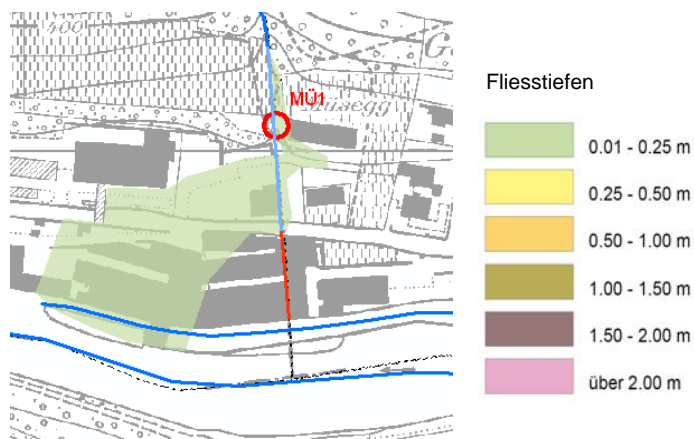 400
G
MÜ1
Masegg
Fliesstiefen
0.01 - 0.25 m
0.25 - 0.50 m
0.50 - 1.00 m
1.00 - 1.50 m
1.50 - 2.00 m
über 2.00 m